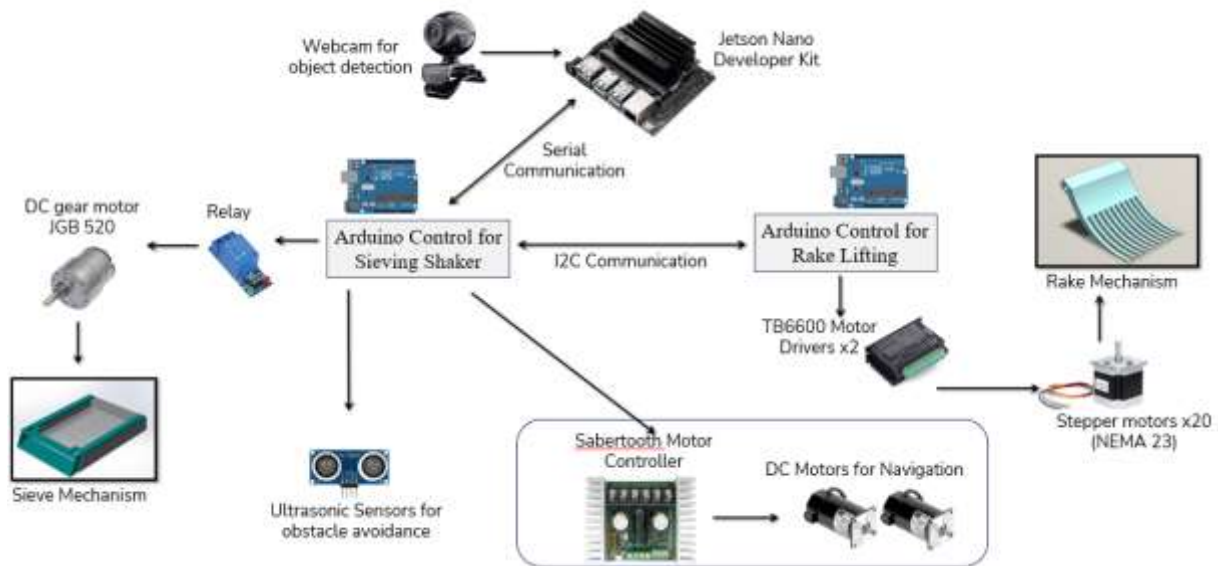 Webcam for
object detection
Jetson Nano
Developer Kit
Serial
Communication
DC gear motor
JGB 520
Relay
Arduino Control for
Sieving Shaker
I2C Communication
Arduino Control for
Rake Lifting
Rake Mechanism
TB6600 Motor
Drivers x2
Stepper motors x20
(NEMA 23)
Sieve Mechanism
Ultrasonic Sensors for
obstacle avoidance
Sabertooth Motor
Controller
DC Motors for Navigation